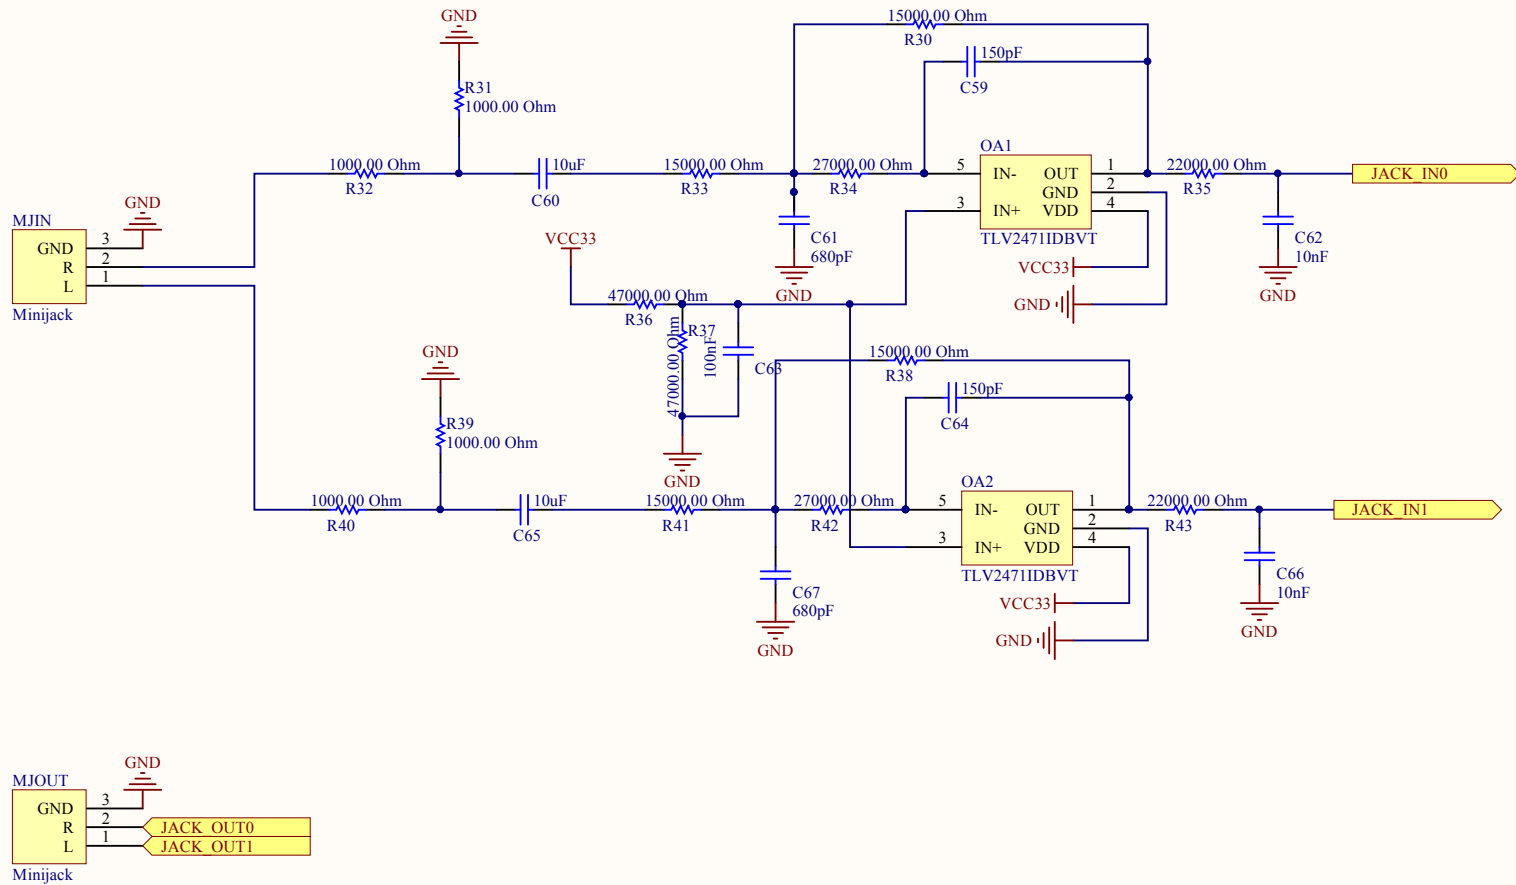 GND
15000.00 Ohm
R30
150pF
C59
R31
1000.00 Ohm
OA1
1000.00 Ohm
R32
10uF
C60
15000.00 Ohm
R33
27000.00 Ohm
R34
5 IN- OUT 1
GND 2
3 IN+ VDD 4
TLV2471IDBVT
22000.00 Ohm
R35
JACK_IN0
C61
680pF
GND
C62
10nF
GND
VCC33
GND
MJIN
GND
GND 3
R 2
L 1
Minijack
VCC33
47000.00 Ohm
R36
R37
47000.00 Ohm
100nF
C63
GND
15000.00 Ohm
R38
150pF
C64
GND
R39
1000.00 Ohm
OA2
1000.00 Ohm
R40
10uF
C65
15000.00 Ohm
R41
27000.00 Ohm
R42
5 IN- OUT 1
GND 2
3 IN+ VDD 4
TLV2471IDBVT
22000.00 Ohm
R43
JACK_IN1
C67
680pF
GND
C66
10nF
GND
VCC33
GND
MJOUT
GND
GND 3
R 2 JACK_OUT0
L 1 JACK_OUT1
Minijack